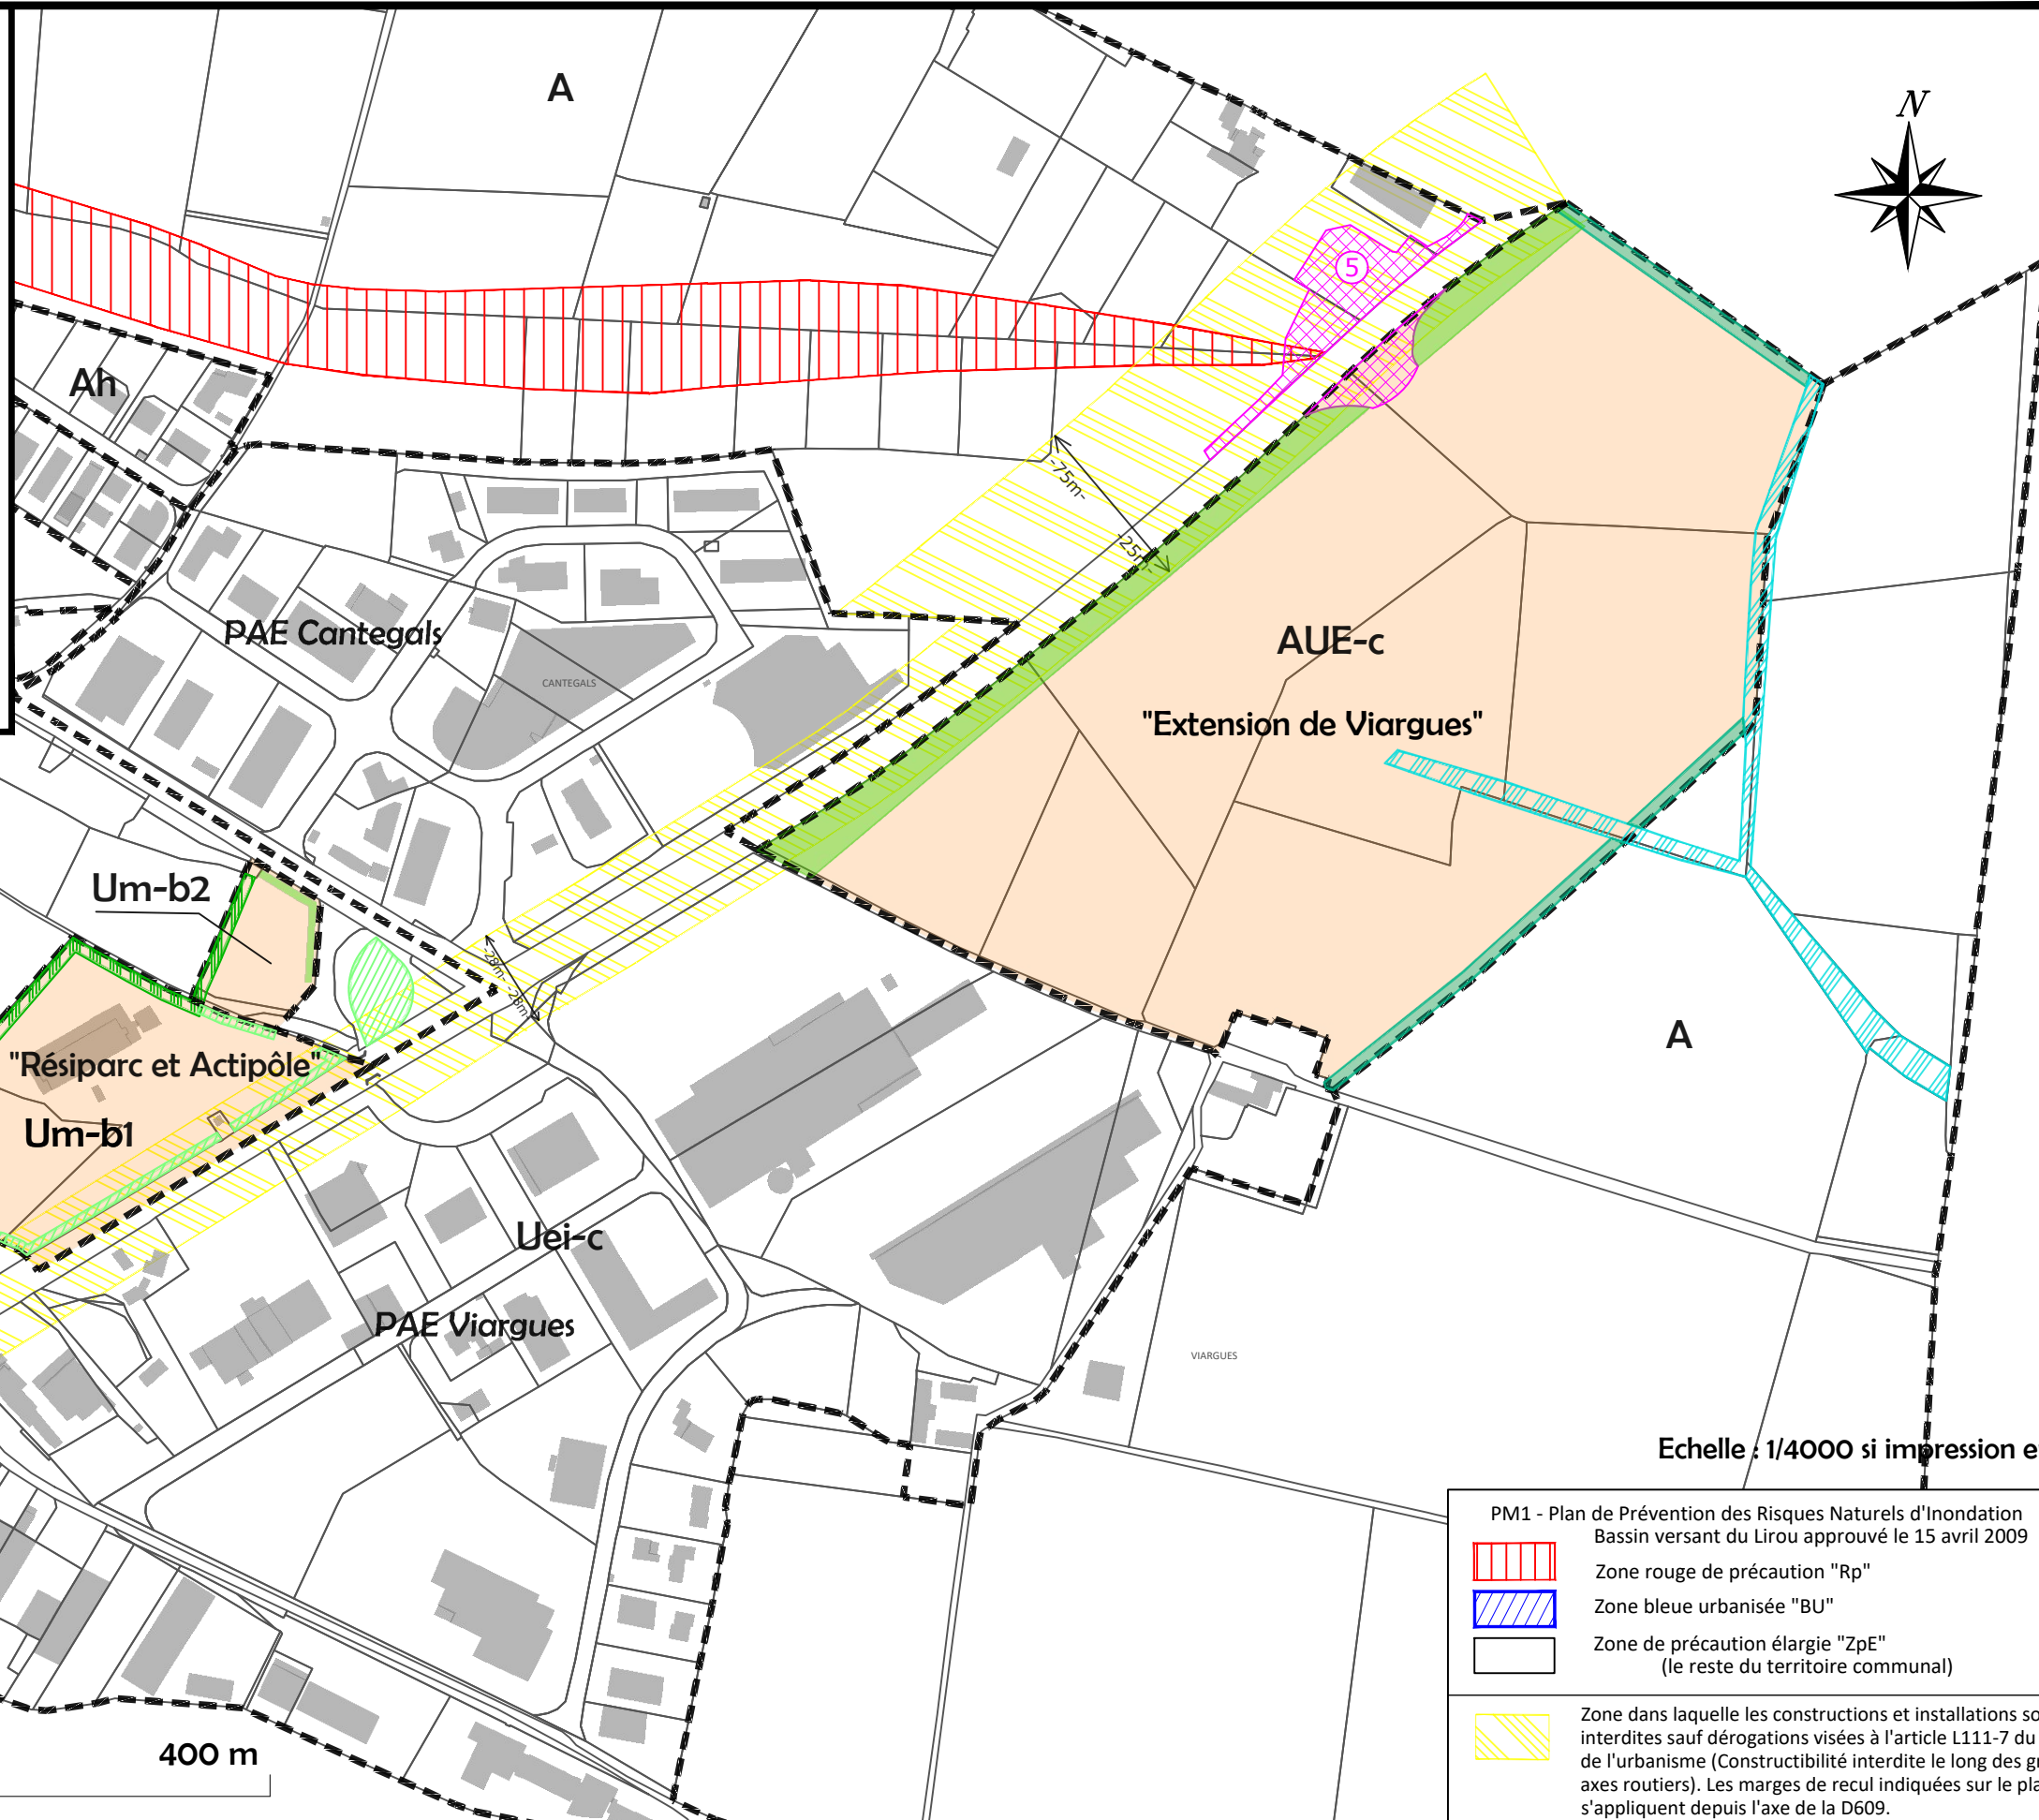 A
N
5
Ah
-75m-
-25m-
PAE Cantegals
CANTEGALS
AUE-c
"Extension de Viargues"
Um-b2
-28m-
-28m-
A
"Résiparc et Actipôle"
Um-b1
Uei-c
PAE Viargues
VIARGUES
Echelle : 1/4000 si impression e
PM1 - Plan de Prévention des Risques Naturels d'Inondation
Bassin versant du Lirou approuvé le 15 avril 2009
Zone rouge de précaution "Rp"
Zone bleue urbanisée "BU"
Zone de précaution élargie "ZpE"
(le reste du territoire communal)
Zone dans laquelle les constructions et installations so
interdites sauf dérogations visées à l'article L111-7 du
de l'urbanisme (Constructibilité interdite le long des gr
axes routiers). Les marges de recul indiquées sur le pla
s'appliquent depuis l'axe de la D609.
400 m